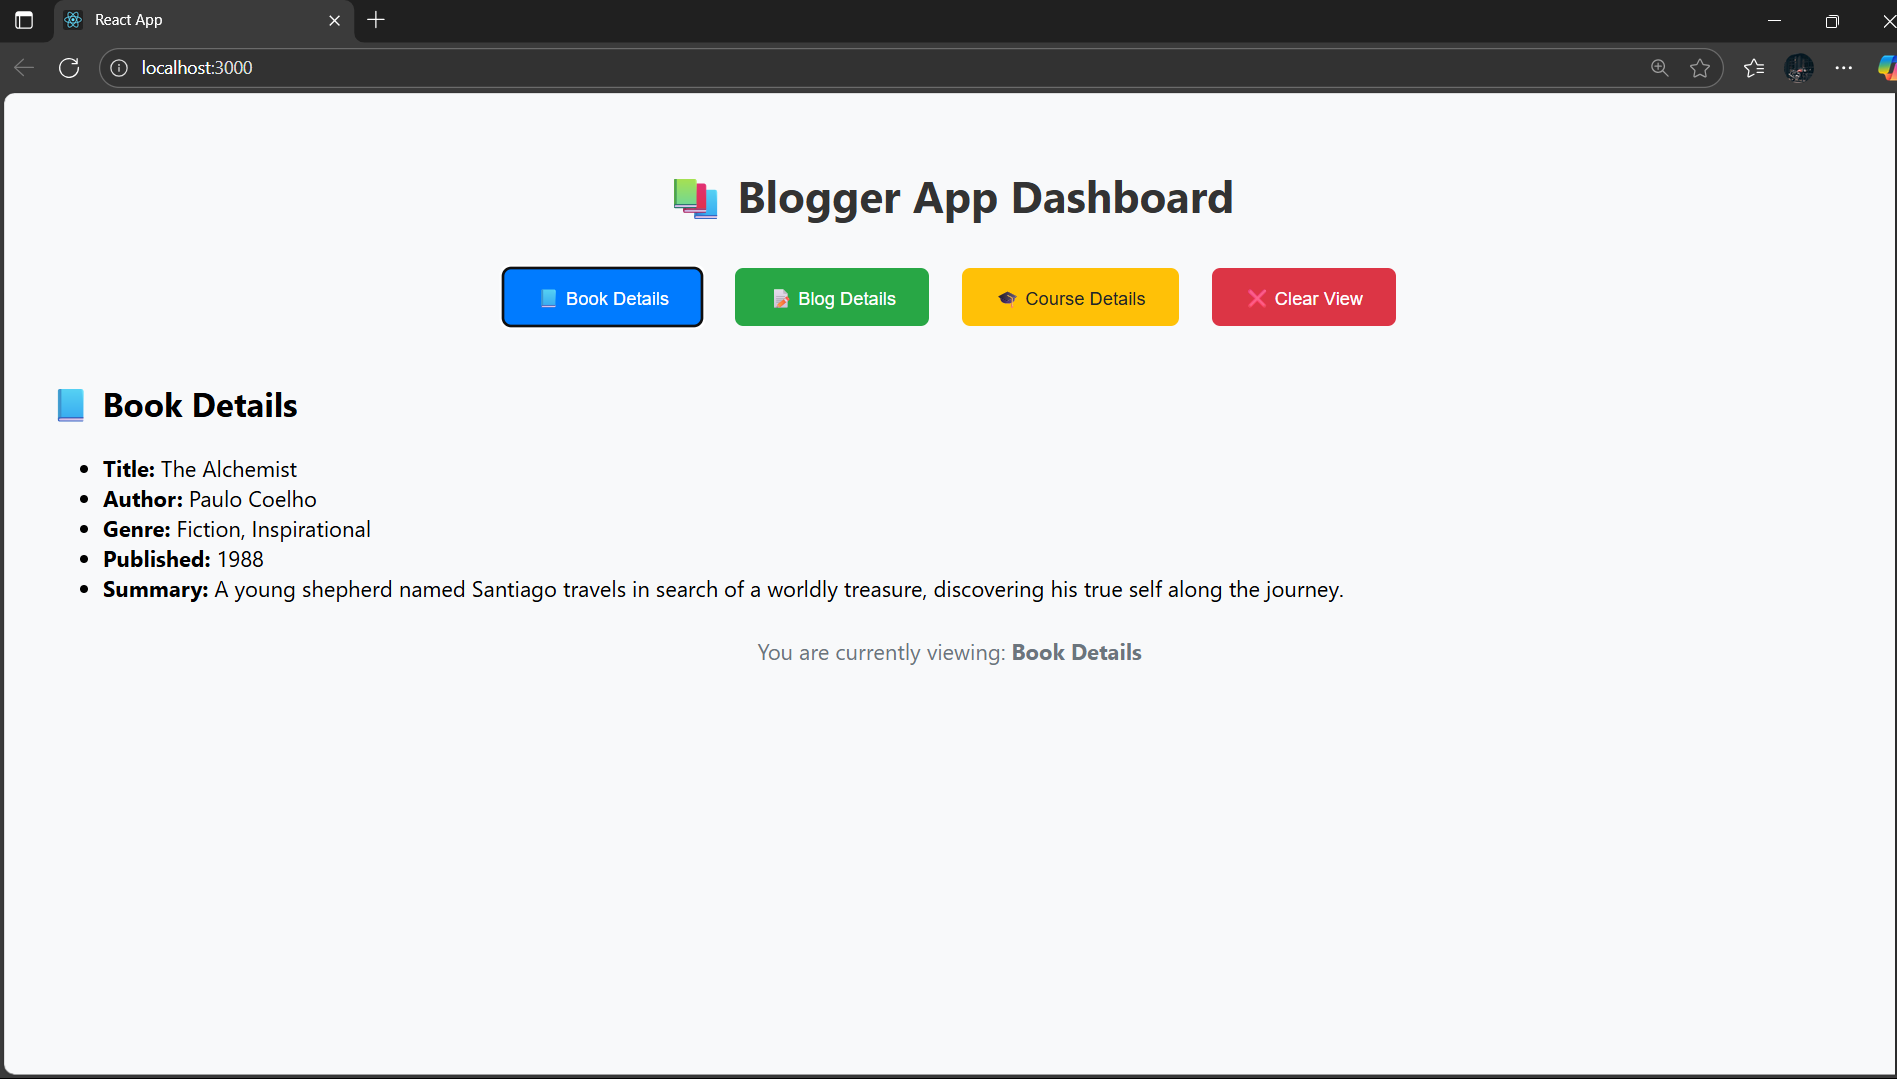 React App
localhost:3000
📚 Blogger App Dashboard
📘 Book Details
📝 Blog Details
🎓 Course Details
❌ Clear View
📘 Book Details
• Title: The Alchemist
• Author: Paulo Coelho
• Genre: Fiction, Inspirational
• Published: 1988
• Summary: A young shepherd named Santiago travels in search of a worldly treasure, discovering his true self along the journey.
You are currently viewing: Book Details